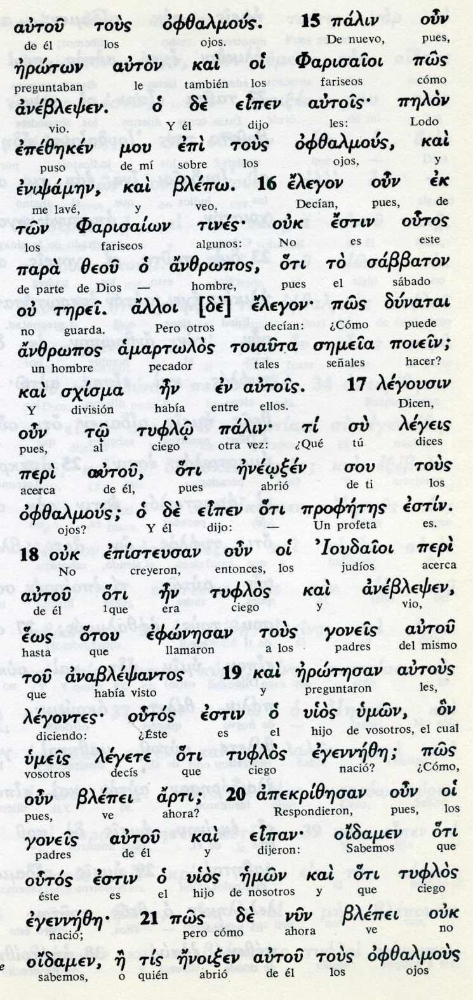 αὐτοῦ τοὺς ὀφθαλμούς. 15 πάλιν οὖν
de él los ojos. De nuevo, pues,
ἠρώτων αὐτὸν καὶ οἱ Φαρισαῖοι πῶς
preguntaban le también los fariseos cómo
ἀνέβλεψεν. ὁ δὲ εἶπεν αὐτοῖς· πηλὸν
vio. Y él dijo les: Lodo
ἐπέθηκέν μου ἐπὶ τοὺς ὀφθαλμούς, καὶ
puso de mí sobre los ojos, y
ἐνιψάμην, καὶ βλέπω. 16 ἔλεγον οὖν ἐκ
me lavé, y veo. Decían, pues, de
τῶν Φαρισαίων τινές· οὐκ ἔστιν οὗτος
los fariseos algunos: No es este
παρὰ θεοῦ ὁ ἄνθρωπος, ὅτι τὸ σάββατον
de parte de Dios — hombre, pues el sábado
οὐ τηρεῖ. ἄλλοι [δὲ] ἔλεγον· πῶς δύναται
no guarda. Pero otros decían: ¿Cómo puede
ἄνθρωπος ἁμαρτωλὸς τοιαῦτα σημεῖα ποιεῖν;
un hombre pecador tales señales hacer?
καὶ σχίσμα ἦν ἐν αὐτοῖς. 17 λέγουσιν
Y división había entre ellos. Dicen,
οὖν τῷ τυφλῷ πάλιν· τί σὺ λέγεις
pues, al ciego otra vez: ¿Qué tú dices
περὶ αὐτοῦ, ὅτι ἠνέῳξέν σου τοὺς
acerca de él, pues abrió de ti los
ὀφθαλμούς; ὁ δὲ εἶπεν ὅτι προφήτης ἐστίν.
ojos? Y él dijo: — Un profeta es.
18 οὐκ ἐπίστευσαν οὖν οἱ Ἰουδαῖοι περὶ
No creyeron, entonces, los judíos acerca
αὐτοῦ ὅτι ἦν τυφλὸς καὶ ἀνέβλεψεν,
de él 1que era ciego y vio,
ἕως ὅτου ἐφώνησαν τοὺς γονεῖς αὐτοῦ
hasta que llamaron a los padres del mismo
τοῦ ἀναβλέψαντος 19 καὶ ἠρώτησαν αὐτοὺς
que había visto y preguntaron les,
λέγοντες· οὗτός ἐστιν ὁ υἱὸς ὑμῶν, ὃν
diciendo: ¿Éste es el hijo de vosotros, el cual
ὑμεῖς λέγετε ὅτι τυφλὸς ἐγεννήθη; πῶς
vosotros decís que ciego nació? ¿Cómo,
οὖν βλέπει ἄρτι; 20 ἀπεκρίθησαν οὖν οἱ
pues, ve ahora? Respondieron, pues, los
γονεῖς αὐτοῦ καὶ εἶπαν· οἴδαμεν ὅτι
padres de él y dijeron: Sabemos que
οὗτός ἐστιν ὁ υἱὸς ἡμῶν καὶ ὅτι τυφλὸς
éste es el hijo de nosotros y que ciego
ἐγεννήθη· 21 πῶς δὲ νῦν βλέπει οὐκ
nació; pero cómo ahora ve no
οἴδαμεν, ἢ τίς ἤνοιξεν αὐτοῦ τοὺς ὀφθαλμοὺς
sabemos, o quién abrió de él los ojos